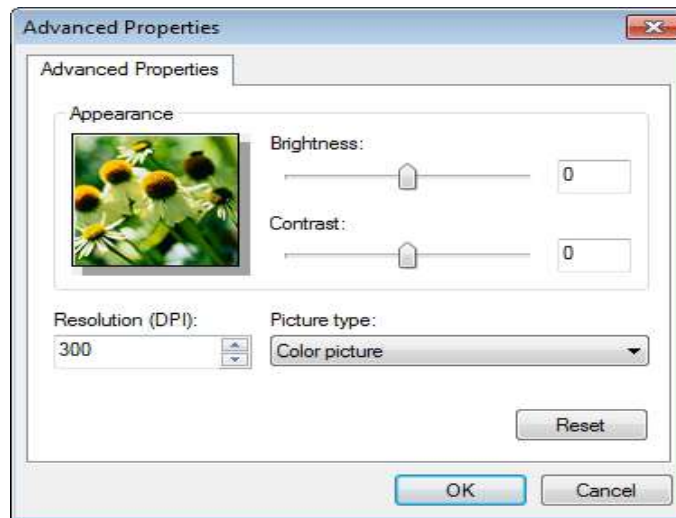 Advanced Properties
Advanced Properties
Appearance
Brightness:
0
Contrast:
0
Resolution (DPI):
Picture type:
300
Color picture
Reset
OK
Cancel